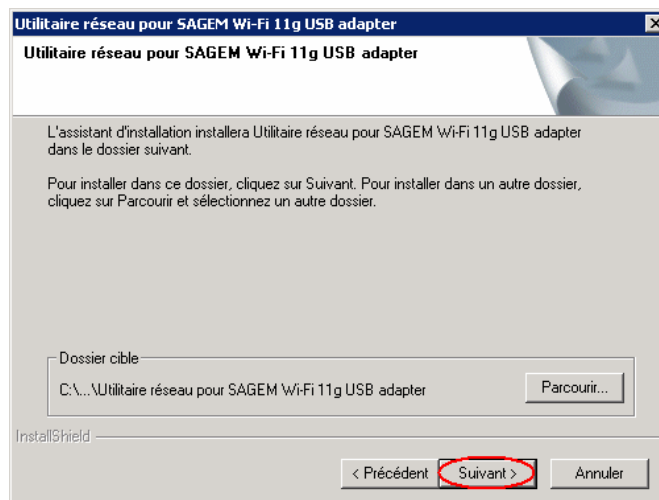 Utilitaire réseau pour SAGEM Wi-Fi 11g USB adapter
Utilitaire réseau pour SAGEM Wi-Fi 11g USB adapter
L'assistant d'installation installera Utilitaire réseau pour SAGEM Wi-Fi 11g USB adapter
dans le dossier suivant.
Pour installer dans ce dossier, cliquez sur Suivant. Pour installer dans un autre dossier,
cliquez sur Parcourir et sélectionnez un autre dossier.
Dossier cible
C:\...\Utilitaire réseau pour SAGEM Wi-Fi 11g USB adapter
Parcourir...
InstallShield
< Précédent
Suivant >
Annuler